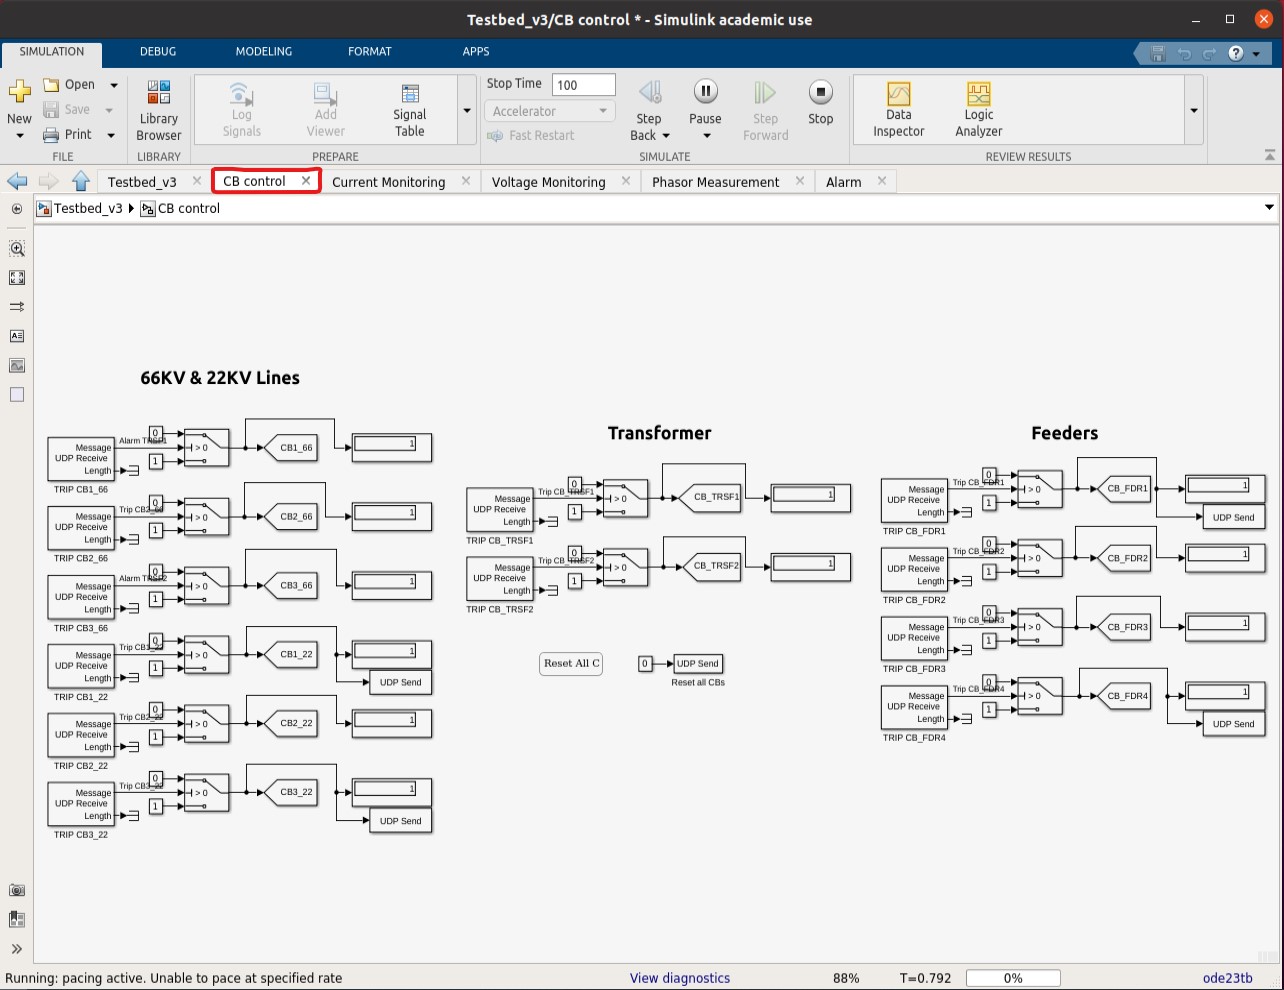 Testbed_v3/CB control * - Simulink academic use
SIMULATION DEBUG MODELING FORMAT APPS
New
Open
Save
Print
FILE
Library Browser
LIBRARY
Log Signals
Add Viewer
Signal Table
PREPARE
Stop Time 100
Accelerator
Fast Restart
Step Back
Pause
Step Forward
Stop
SIMULATE
Data Inspector
Logic Analyzer
REVIEW RESULTS
Testbed_v3 CB control Current Monitoring Voltage Monitoring Phasor Measurement Alarm
Testbed_v3 CB control
66KV & 22KV Lines
Message
UDP Receive
Length
TRIP CB1_66
Alarm TRSF1
0
1
> 0
CB1_66
1
Message
UDP Receive
Length
TRIP CB2_66
Trip CB2_66
0
1
> 0
CB2_66
1
Message
UDP Receive
Length
TRIP CB3_66
Alarm TRSF2
0
1
> 0
CB3_66
1
Message
UDP Receive
Length
TRIP CB1_22
Trip CB1_22
0
1
> 0
CB1_22
1
UDP Send
Message
UDP Receive
Length
TRIP CB2_22
Trip CB2_22
0
1
> 0
CB2_22
1
Message
UDP Receive
Length
TRIP CB3_22
Trip CB3_22
0
1
> 0
CB3_22
1
UDP Send
Transformer
Message
UDP Receive
Length
TRIP CB_TRSF1
Trip CB_TRSF1
0
1
> 0
CB_TRSF1
1
Message
UDP Receive
Length
TRIP CB_TRSF2
Trip CB_TRSF2
0
1
> 0
CB_TRSF2
1
Reset All C
0
UDP Send
Reset all CBs
Feeders
Message
UDP Receive
Length
TRIP CB_FDR1
Trip CB_FDR1
0
1
> 0
CB_FDR1
1
UDP Send
Message
UDP Receive
Length
TRIP CB_FDR2
Trip CB_FDR2
0
1
> 0
CB_FDR2
1
Message
UDP Receive
Length
TRIP CB_FDR3
Trip CB_FDR3
0
1
> 0
CB_FDR3
1
Message
UDP Receive
Length
TRIP CB_FDR4
Trip CB_FDR4
0
1
> 0
CB_FDR4
1
UDP Send
Running: pacing active. Unable to pace at specified rate View diagnostics 88% T=0.792 0% ode23tb